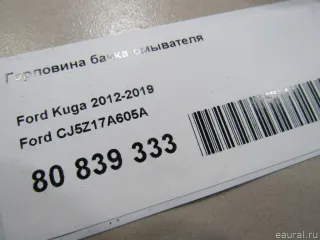 Горловина бачка омывателя
Ford Kuga 2012-2019
Ford CJ5Z17A605A
80 839 333
eaural.ru